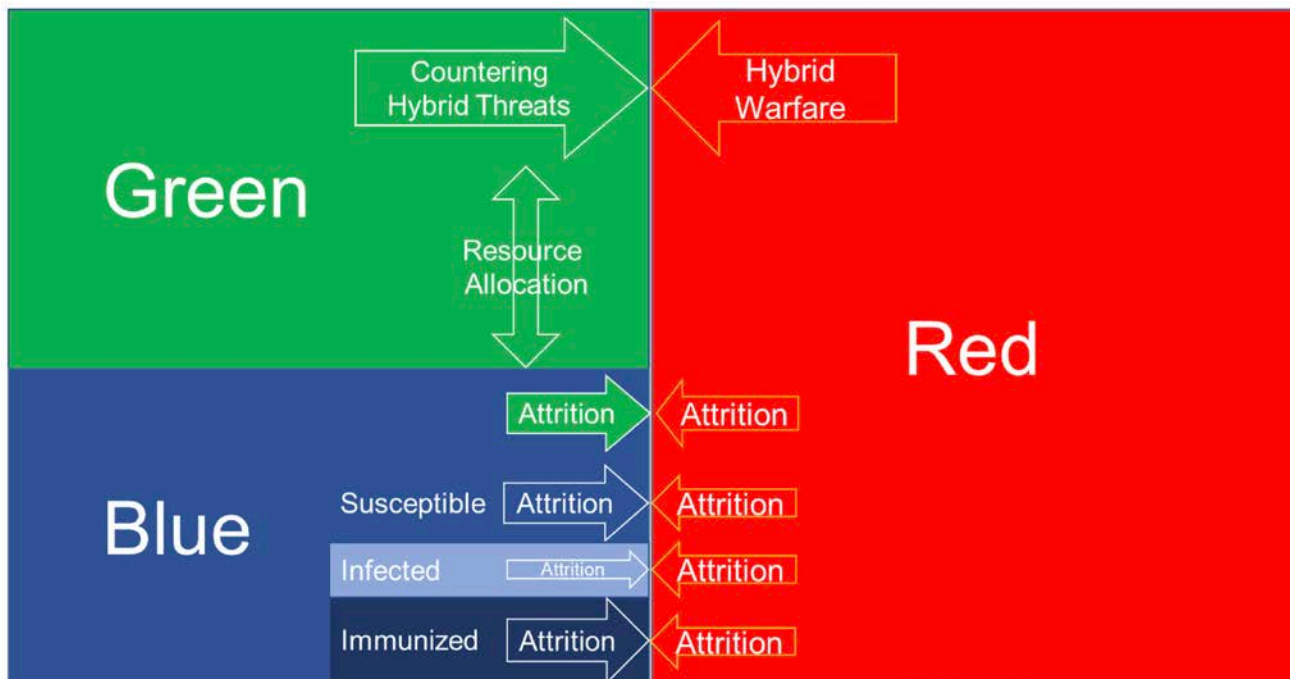 Countering
Hybrid Threats
Hybrid
Warfare
Green
Resource
Allocation
Red
Attrition
Attrition
Blue
Susceptible
Attrition
Attrition
Infected
Attrition
Attrition
Immunized
Attrition
Attrition